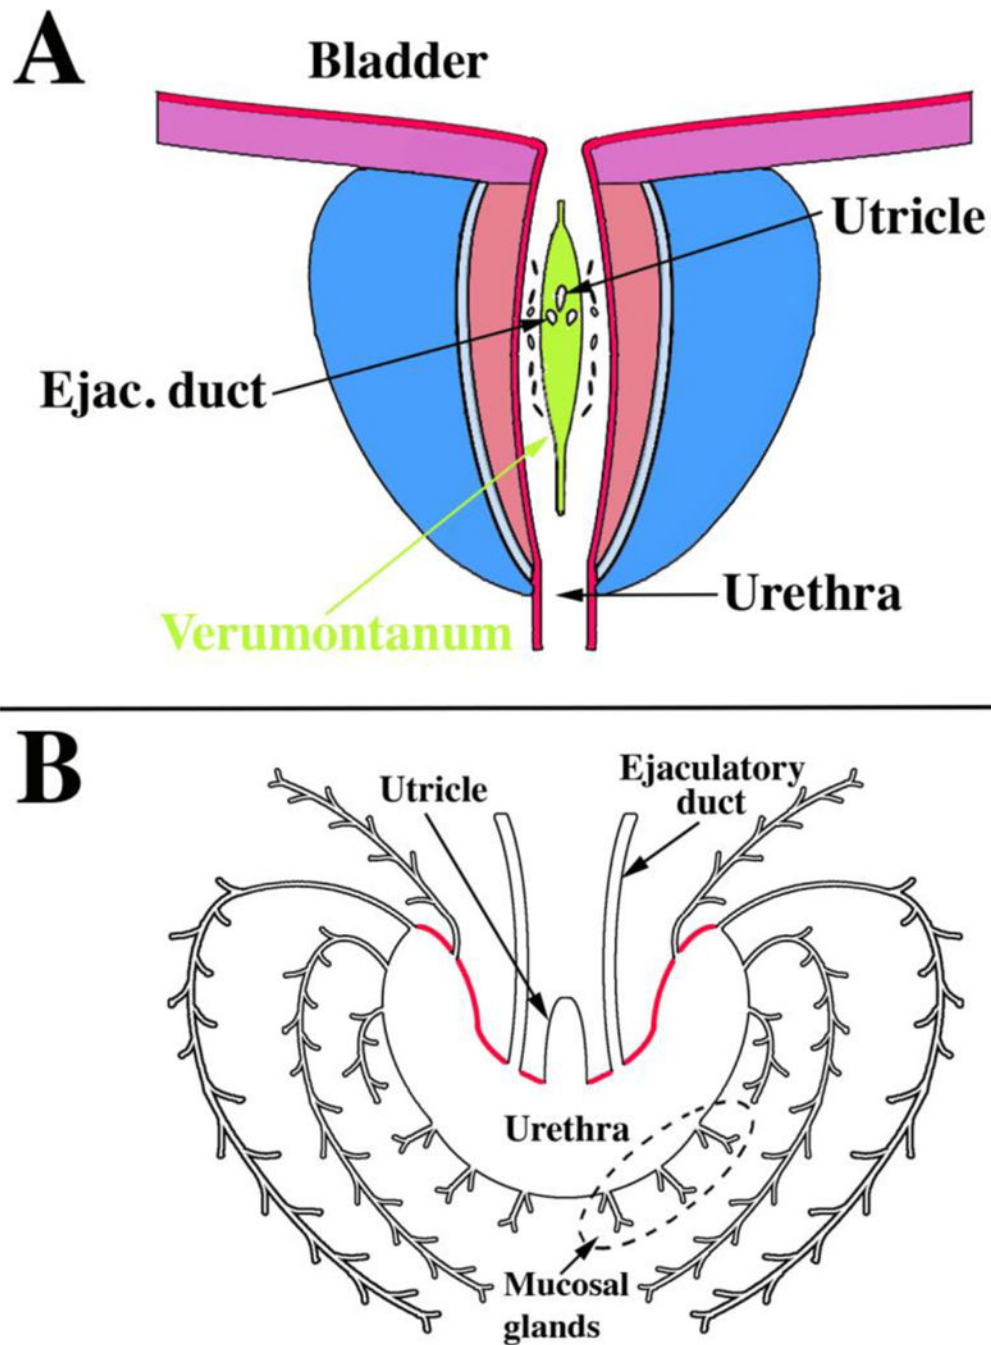 A
Bladder
Utricle
Ejac. duct
Urethra
Verumontanum
B
Utricle
Ejaculatory
duct
Urethra
Mucosal
glands